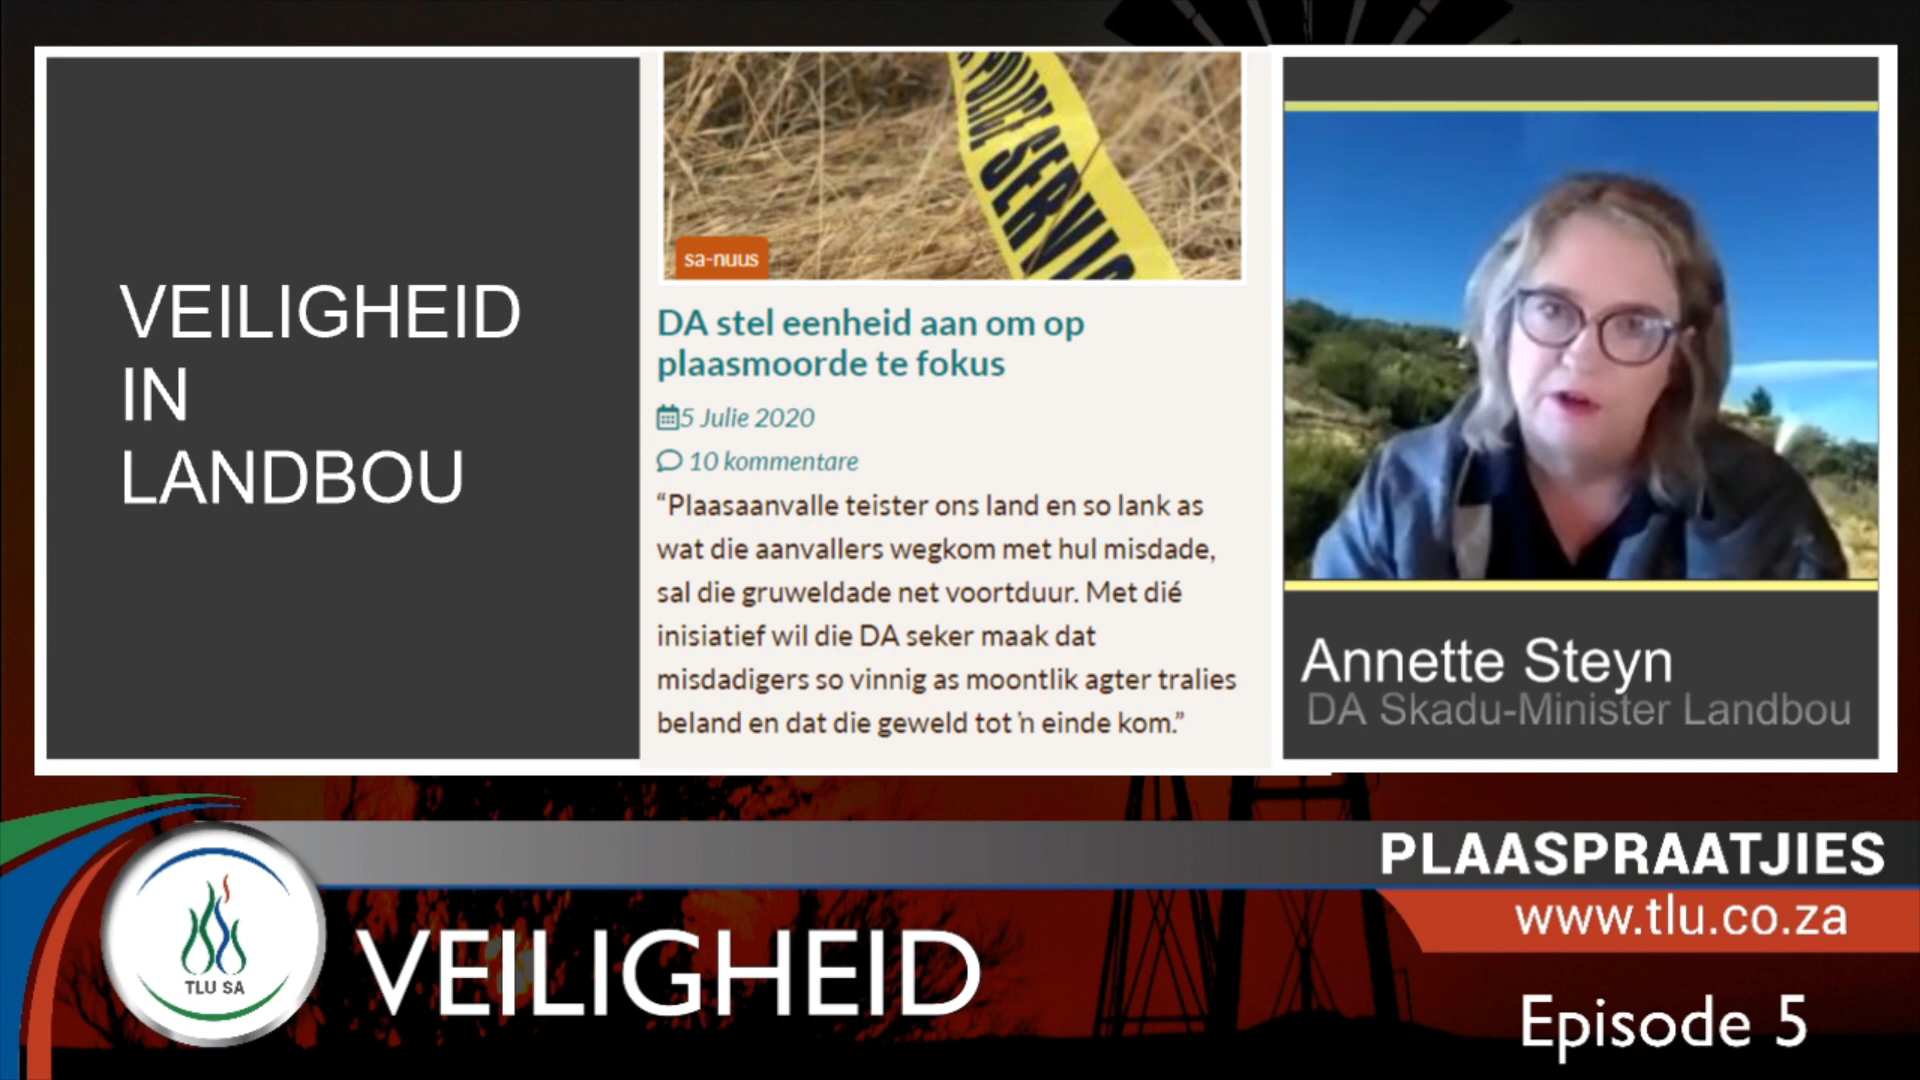 VEILIGHEID
IN
LANDBOU
POLICE SERVIC
sa-nuus
DA stel eenheid aan om op
plaasmoorde te fokus
5 Julie 2020
10 kommentare
“Plaasaanvalle teister ons land en so lank as
wat die aanvallers wegkom met hul misdade,
sal die gruweldade net voortduur. Met dié
inisiatief wil die DA seker maak dat
misdadigers so vinnig as moontlik agter tralies
beland en dat die geweld tot 'n einde kom.”
Annette Steyn
DA Skadu-Minister Landbou
PLAASPRAATJIES
www.tlu.co.za
TLU SA
VEILIGHEID
Episode 5